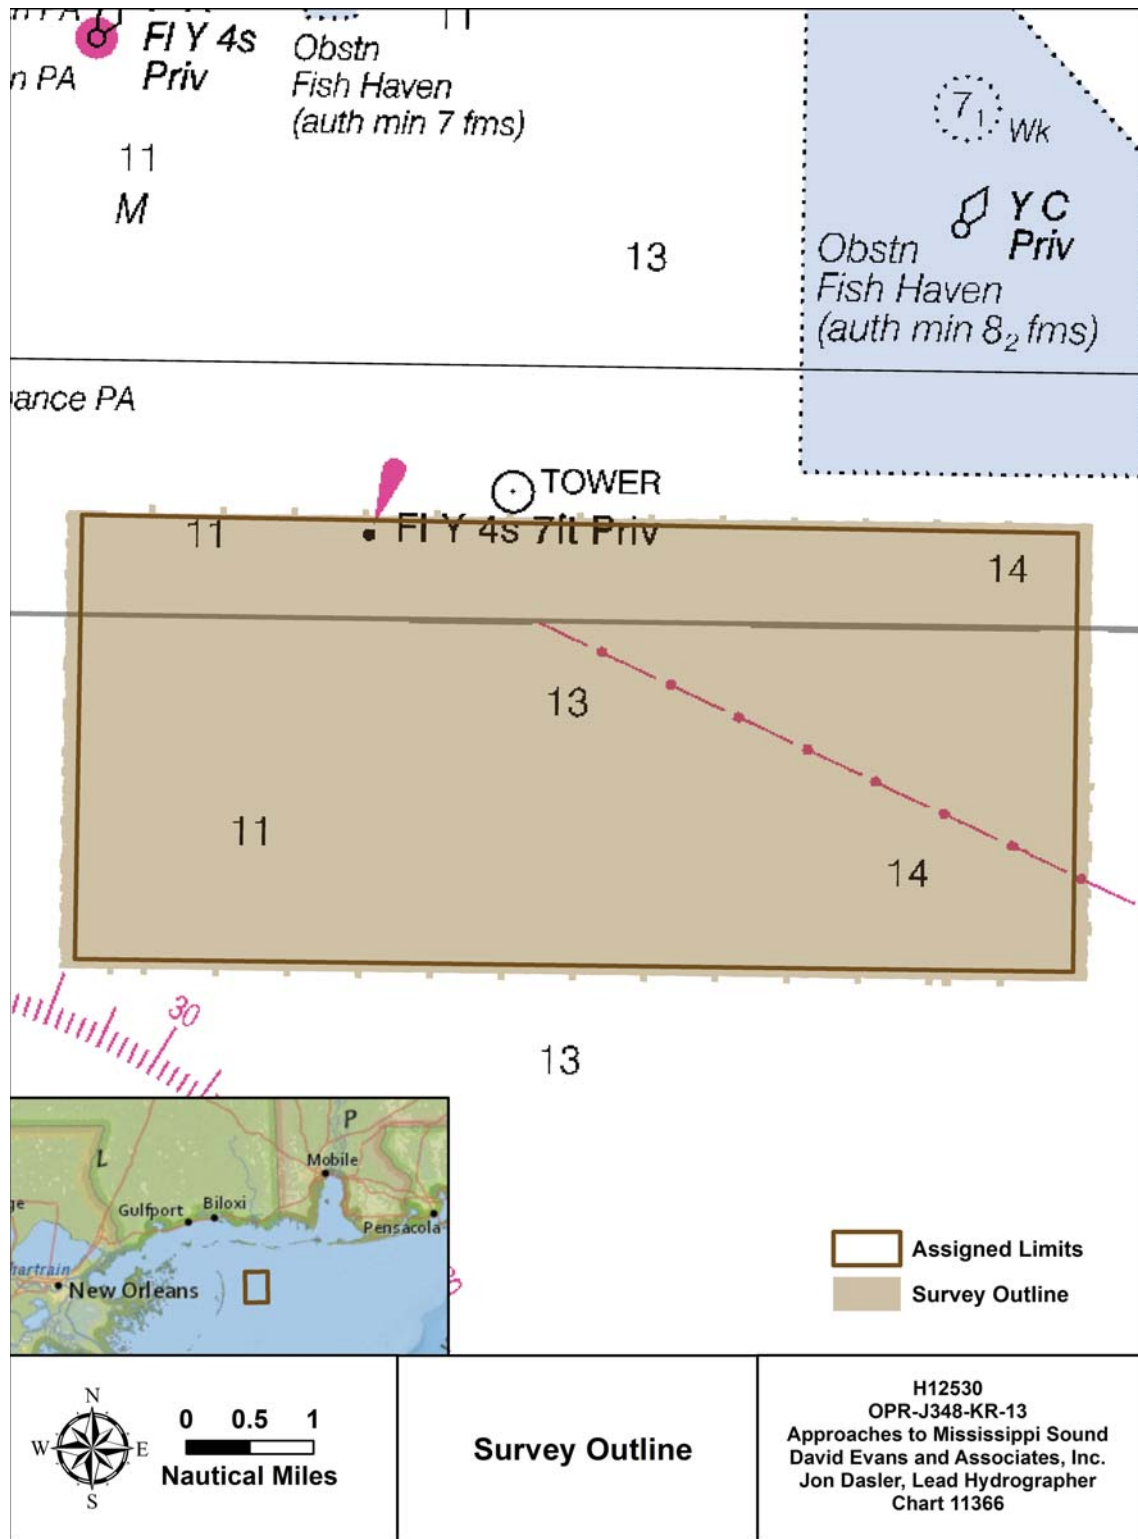 Fl Y 4s
Priv
Obstn
Fish Haven
(auth min 7 fms)
n PA
11
M
13
7₁
Wk
Y C
Priv
Obstn
Fish Haven
(auth min 8₂ fms)
ance PA
TOWER
11
Fl Y 4s 7ft Priv
14
13
11
14
30
13
L
P
Mobile
Gulfport
Biloxi
Pensacola
hartrain
New Orleans
ge
Assigned Limits
Survey Outline
N
W
E
S
0 0.5 1
Nautical Miles
Survey Outline
H12530
OPR-J348-KR-13
Approaches to Mississippi Sound
David Evans and Associates, Inc.
Jon Dasler, Lead Hydrographer
Chart 11366